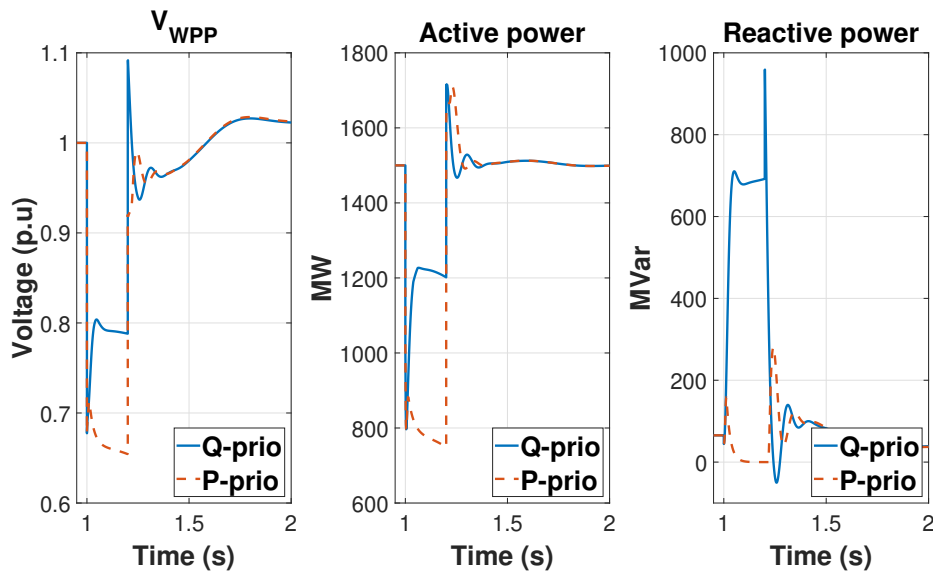 V_WPP
Voltage (p.u)
1.1
1
0.9
0.8
0.7
0.6
Q-prio
P-prio
1
1.5
2
Time (s)
Active power
MW
1800
1600
1400
1200
1000
800
600
Q-prio
P-prio
1
1.5
2
Time (s)
Reactive power
MVar
1000
800
600
400
200
0
Q-prio
P-prio
1
1.5
2
Time (s)